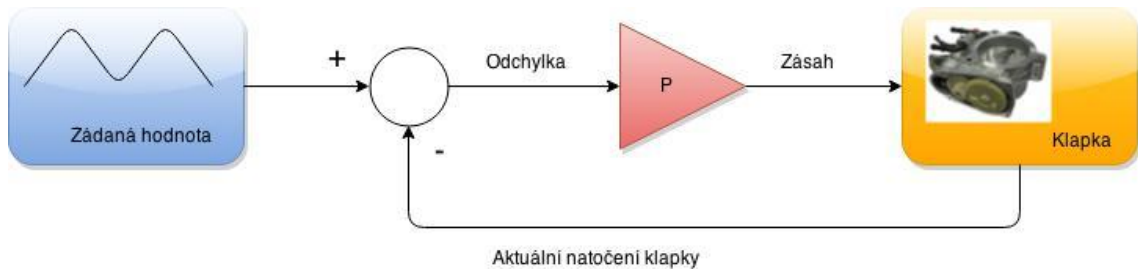 +
Odchylka
Zásah
P
Zádaná hodnota
-
Klapka
Aktuální natočení klapky